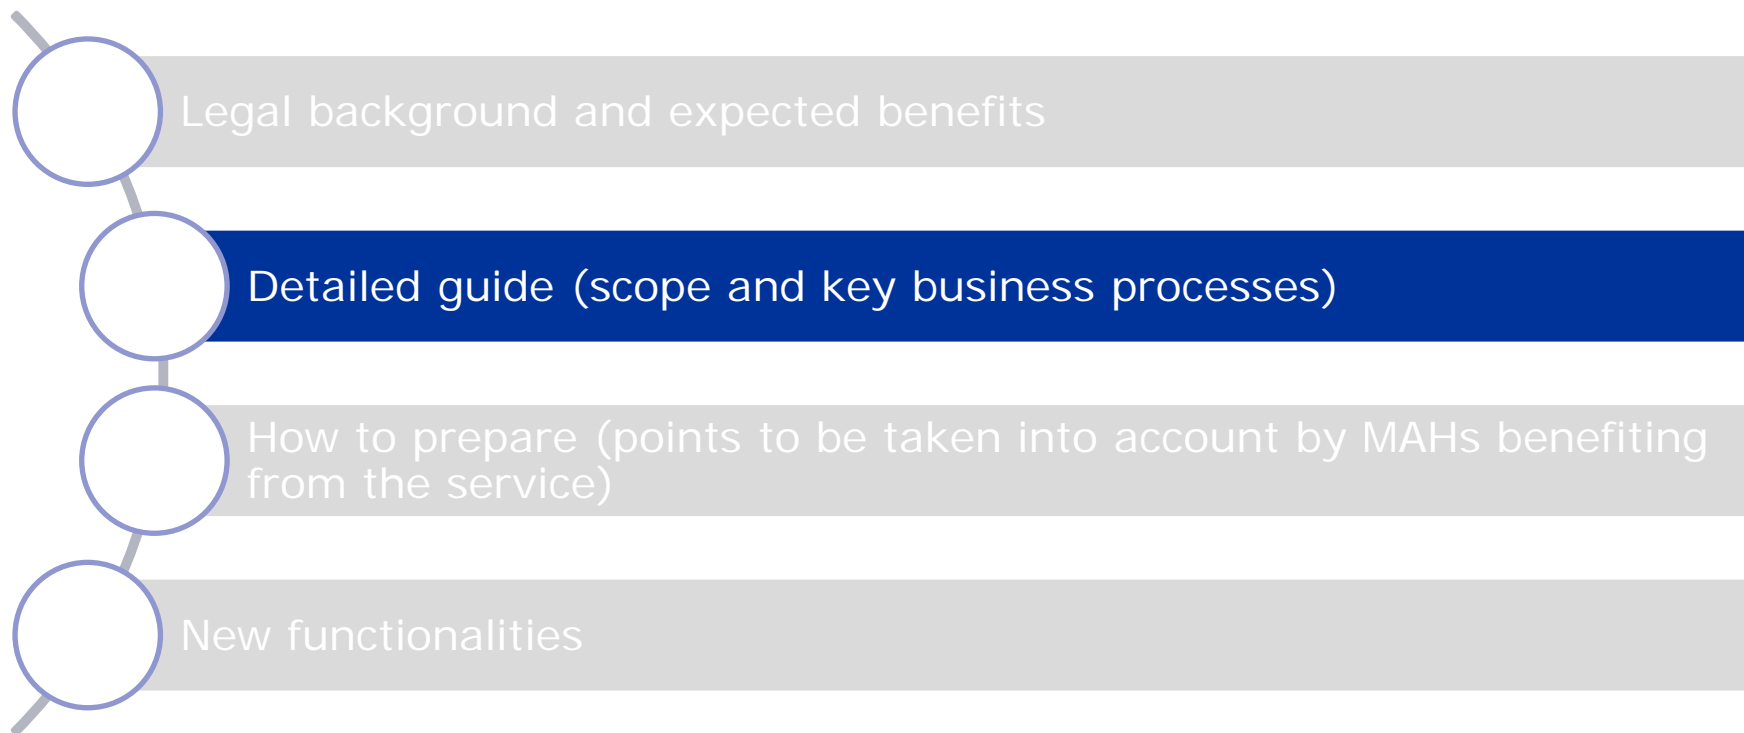 Legal background and expected benefits
Detailed guide (scope and key business processes)
How to prepare (points to be taken into account by MAHs benefiting
from the service)
New functionalities